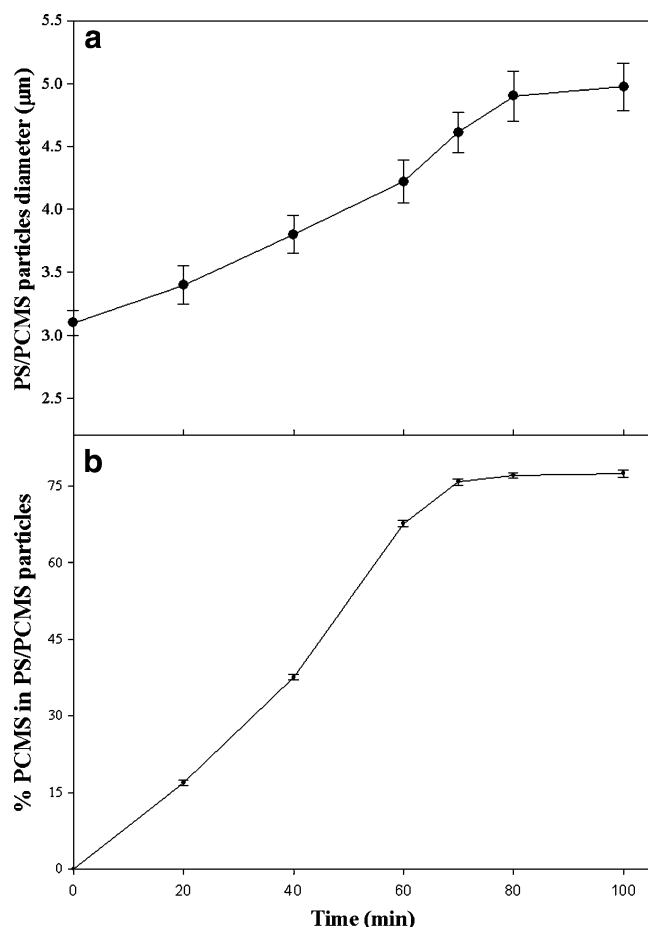 a
PS/PCMS particles diameter (μm)
5.5
5.0
4.5
4.0
3.5
3.0
2.5
b
% PCMS in PS/PCMS particles
75
60
45
30
15
0
0 20 40 60 80 100
Time (min)